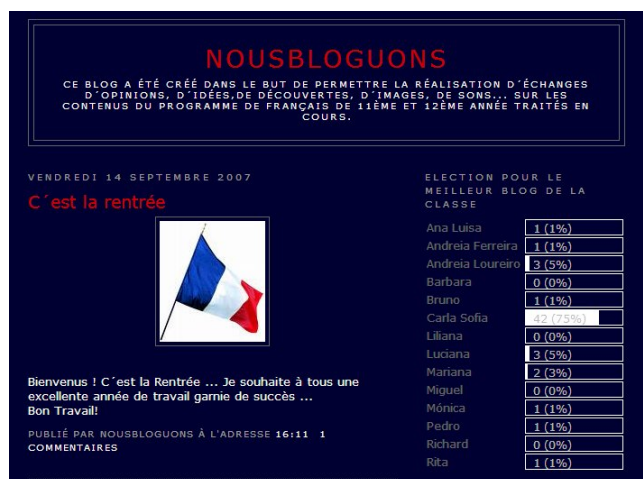 NOUSBLOGUONS
CE BLOG A ÉTÉ CRÉÉ DANS LE BUT DE PERMETTRE LA RÉALISATION D´ÉCHANGES
D´OPINIONS, D´IDÉES,DE DÉCOUVERTES, D´IMAGES, DE SONS... SUR LES
CONTENUS DU PROGRAMME DE FRANÇAIS DE 11ÈME ET 12ÈME ANNÉE TRAITÉS EN
COURS.
VENDREDI 14 SEPTEMBRE 2007
C´est la rentrée
Bienvenus ! C´est la Rentrée ... Je souhaite à tous une
excellente année de travail garnie de succès ...
Bon Travail!
PUBLIÉ PAR NOUSBLOGUONS À L'ADRESSE 16:11 1
COMMENTAIRES
ELECTION POUR LE
MEILLEUR BLOG DE LA
CLASSE
Ana Luisa 1 (1%)
Andreia Ferreira 1 (1%)
Andreia Loureiro 3 (5%)
Barbara 0 (0%)
Bruno 1 (1%)
Carla Sofia 42 (75%)
Liliana 0 (0%)
Luciana 3 (5%)
Mariana 2 (3%)
Miguel 0 (0%)
Mónica 1 (1%)
Pedro 1 (1%)
Richard 0 (0%)
Rita 1 (1%)